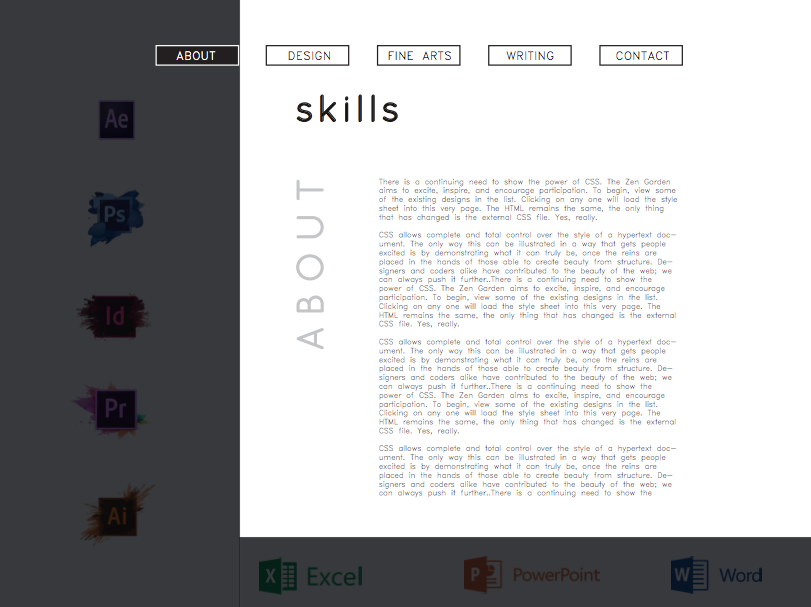 ABOUT DESIGN FINE ARTS WRITING CONTACT
skills
Ae
Ps
Id
Pr
Ai
ABOUT
There is a continuing need to show the power of CSS. The Zen Garden
aims to excite, inspire, and encourage participation. To begin, view some
of the existing designs in the list. Clicking on any one will load the style
sheet into this very page. The HTML remains the same, the only thing
that has changed is the external CSS file. Yes, really.
CSS allows complete and total control over the style of a hypertext doc-
ument. The only way this can be illustrated in a way that gets people
excited is by demonstrating what it can truly be, once the reins are
placed in the hands of those able to create beauty from structure. De-
signers and coders alike have contributed to the beauty of the web; we
can always push it further..There is a continuing need to show the
power of CSS. The Zen Garden aims to excite, inspire, and encourage
participation. To begin, view some of the existing designs in the list.
Clicking on any one will load the style sheet into this very page. The
HTML remains the same, the only thing that has changed is the external
CSS file. Yes, really.
CSS allows complete and total control over the style of a hypertext doc-
ument. The only way this can be illustrated in a way that gets people
excited is by demonstrating what it can truly be, once the reins are
placed in the hands of those able to create beauty from structure. De-
signers and coders alike have contributed to the beauty of the web; we
can always push it further..There is a continuing need to show the
power of CSS. The Zen Garden aims to excite, inspire, and encourage
participation. To begin, view some of the existing designs in the list.
Clicking on any one will load the style sheet into this very page. The
HTML remains the same, the only thing that has changed is the external
CSS file. Yes, really.
CSS allows complete and total control over the style of a hypertext doc-
ument. The only way this can be illustrated in a way that gets people
excited is by demonstrating what it can truly be, once the reins are
placed in the hands of those able to create beauty from structure. De-
signers and coders alike have contributed to the beauty of the web; we
can always push it further..There is a continuing need to show the
X Excel P PowerPoint W Word